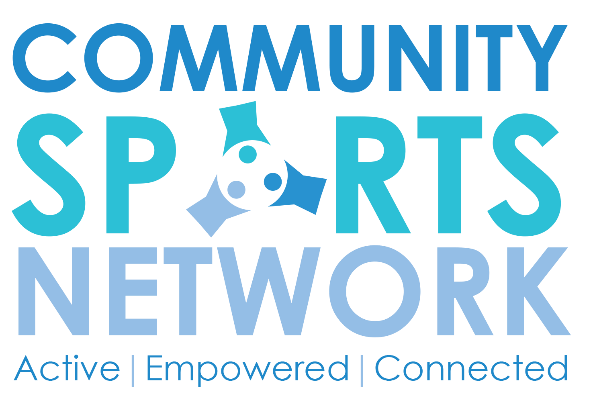 COMMUNITY
SPORTS
NETWORK
Active | Empowered | Connected